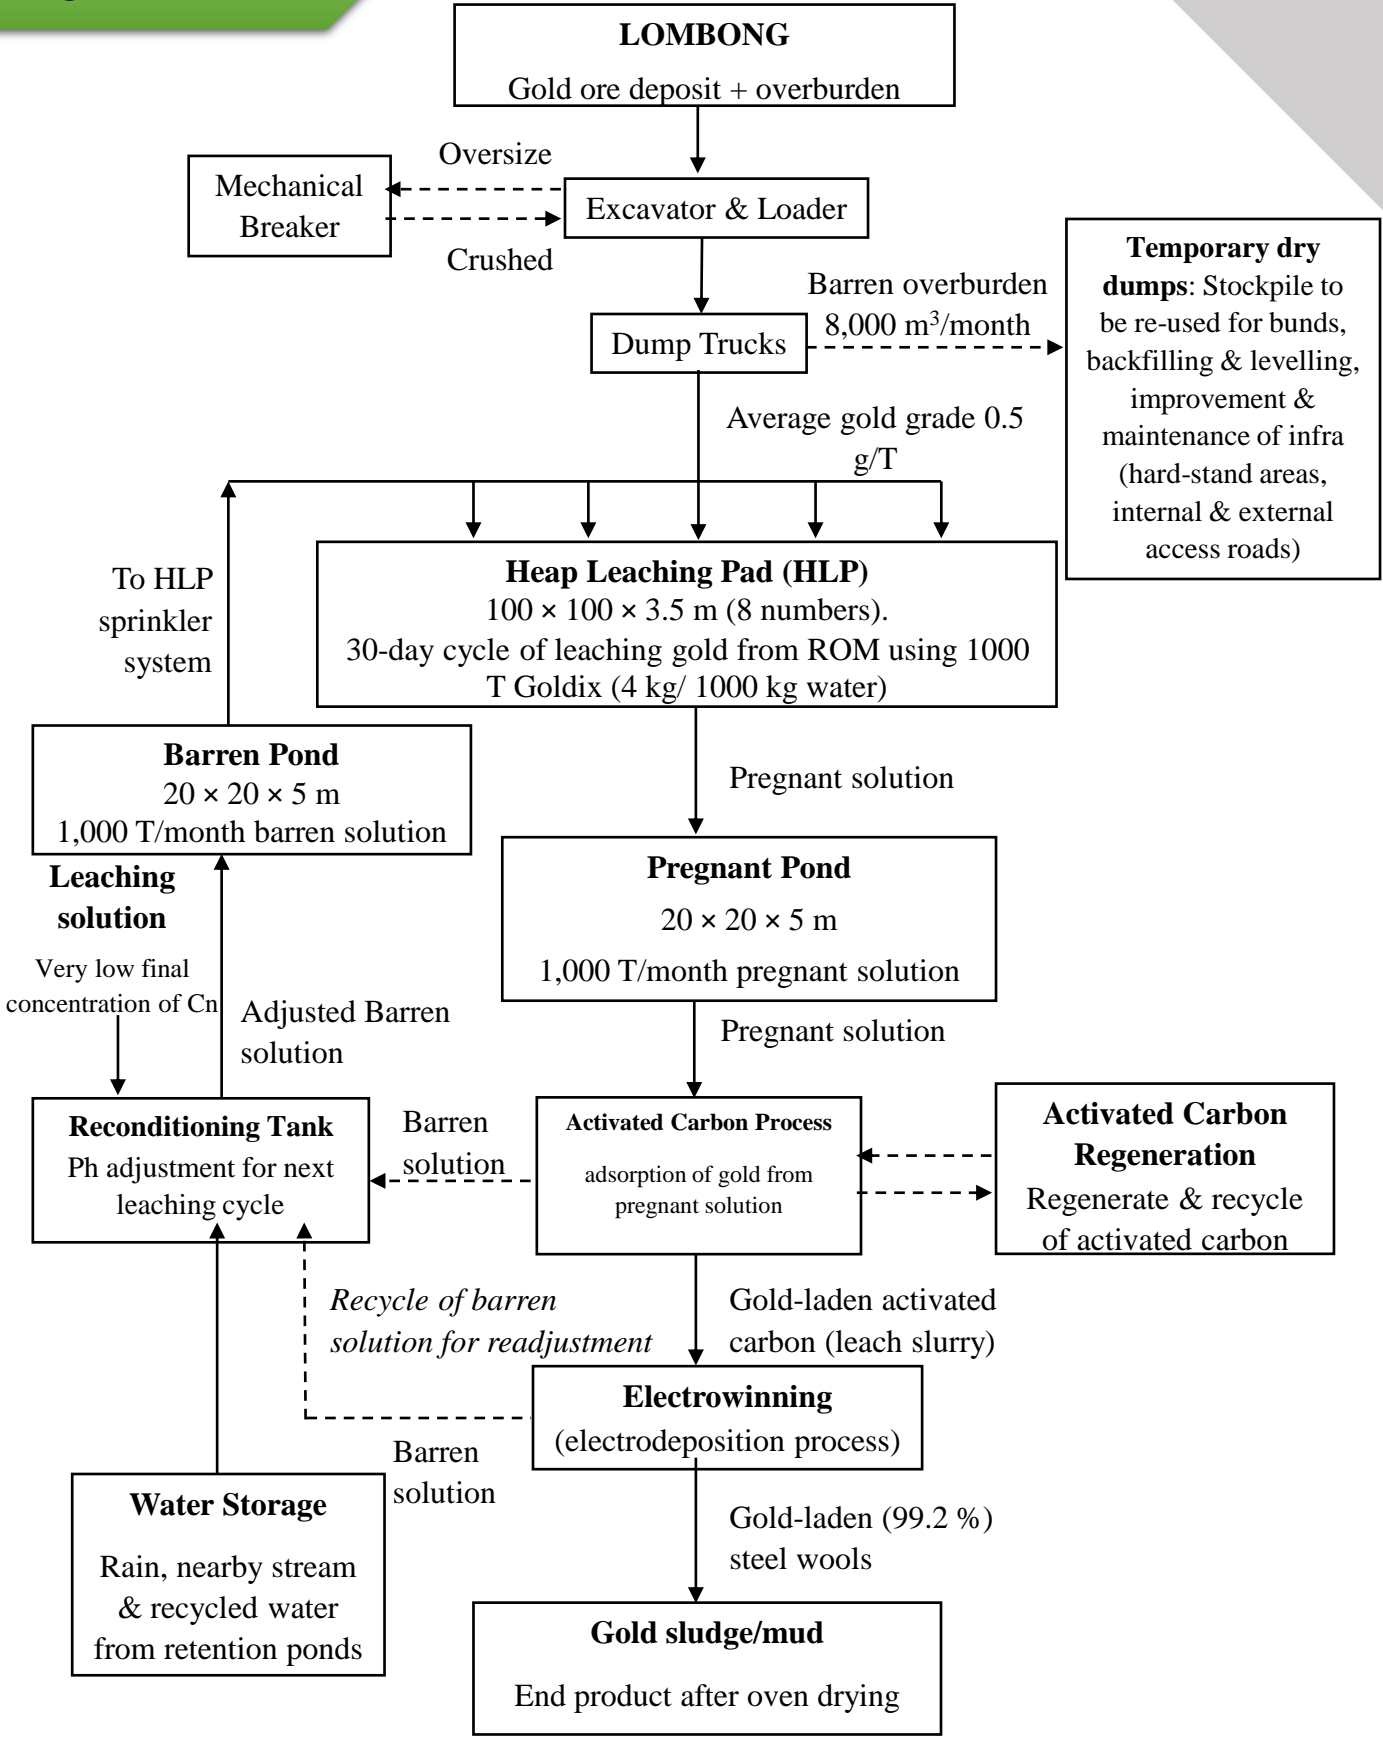 LOMBONG
Gold ore deposit + overburden
Oversize
Mechanical
Breaker
Excavator & Loader
Crushed
Barren overburden
8,000 m³/month
Dump Trucks
Temporary dry
dumps: Stockpile to
be re-used for bunds,
backfilling & levelling,
improvement &
maintenance of infra
(hard-stand areas,
internal & external
access roads)
Average gold grade 0.5
g/T
To HLP
sprinkler
system
Heap Leaching Pad (HLP)
100 × 100 × 3.5 m (8 numbers).
30-day cycle of leaching gold from ROM using 1000
T Goldix (4 kg/ 1000 kg water)
Barren Pond
20 × 20 × 5 m
1,000 T/month barren solution
Pregnant solution
Pregnant Pond
20 × 20 × 5 m
1,000 T/month pregnant solution
Leaching
solution
Very low final
concentration of Cn
Adjusted Barren
solution
Pregnant solution
Reconditioning Tank
Ph adjustment for next
leaching cycle
Barren
solution
Activated Carbon Process
adsorption of gold from
pregnant solution
Activated Carbon
Regeneration
Regenerate & recycle
of activated carbon
Recycle of barren
solution for readjustment
Gold-laden activated
carbon (leach slurry)
Electrowinning
(electrodeposition process)
Barren
solution
Water Storage
Rain, nearby stream
& recycled water
from retention ponds
Gold-laden (99.2 %)
steel wools
Gold sludge/mud
End product after oven drying